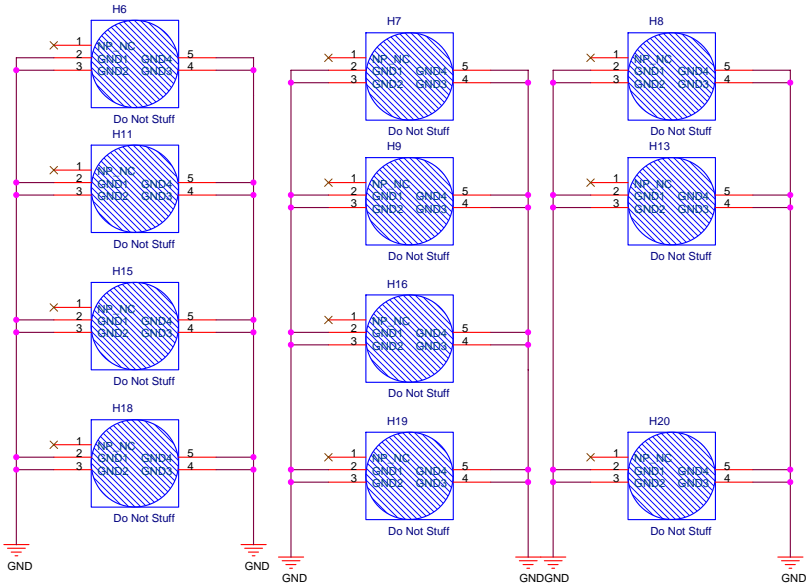 H6
1 NP_NC
2 GND1 GND4 5
3 GND2 GND3 4
Do Not Stuff
H11
1 NP_NC
2 GND1 GND4 5
3 GND2 GND3 4
Do Not Stuff
H15
1 NP_NC
2 GND1 GND4 5
3 GND2 GND3 4
Do Not Stuff
H18
1 NP_NC
2 GND1 GND4 5
3 GND2 GND3 4
Do Not Stuff
GND GND
H7
1 NP_NC
2 GND1 GND4 5
3 GND2 GND3 4
Do Not Stuff
H9
1 NP_NC
2 GND1 GND4 5
3 GND2 GND3 4
Do Not Stuff
H16
1 NP_NC
2 GND1 GND4 5
3 GND2 GND3 4
Do Not Stuff
H19
1 NP_NC
2 GND1 GND4 5
3 GND2 GND3 4
Do Not Stuff
GND GND
H8
1 NP_NC
2 GND1 GND4 5
3 GND2 GND3 4
Do Not Stuff
H13
1 NP_NC
2 GND1 GND4 5
3 GND2 GND3 4
Do Not Stuff
H20
1 NP_NC
2 GND1 GND4 5
3 GND2 GND3 4
Do Not Stuff
GND GND